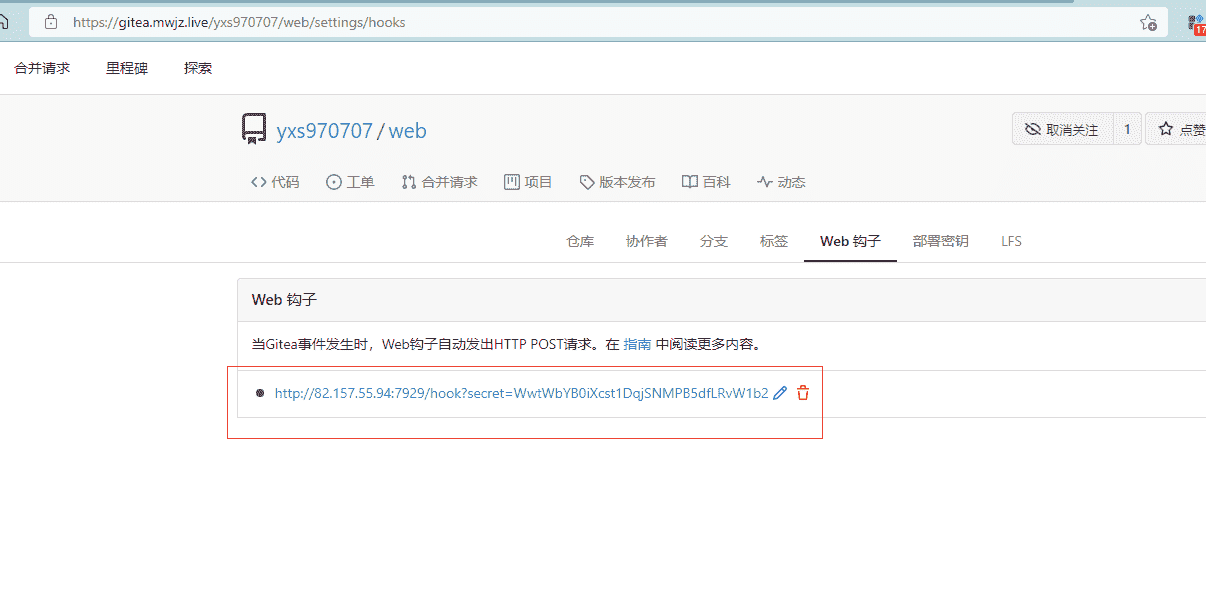 https://gitea.mwjz.live/yxs970707/web/settings/hooks
17
合并请求 里程碑 探索
yxs970707 / web
取消关注 1 点赞
代码 工单 合并请求 项目 版本发布 百科 动态
仓库 协作者 分支 标签 Web 钩子 部署密钥 LFS
Web 钩子
当Gitea事件发生时，Web钩子自动发出HTTP POST请求。在 指南 中阅读更多内容。
http://82.157.55.94:7929/hook?secret=WwtWbYB0iXcst1DqjSNMPB5dfLRvW1b2